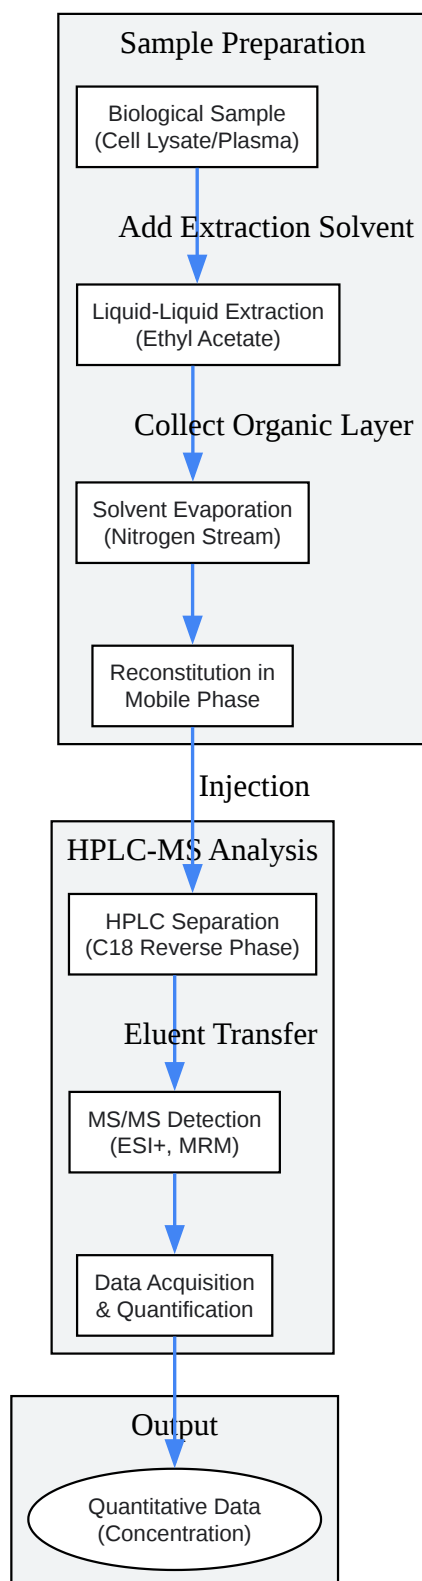 Sample Preparation
Biological Sample
(Cell Lysate/Plasma)
Add Extraction Solvent
Liquid-Liquid Extraction
(Ethyl Acetate)
Collect Organic Layer
Solvent Evaporation
(Nitrogen Stream)
Reconstitution in
Mobile Phase
Injection
HPLC-MS Analysis
HPLC Separation
(C18 Reverse Phase)
Eluent Transfer
MS/MS Detection
(ESI+, MRM)
Data Acquisition
& Quantification
Output
Quantitative Data
(Concentration)